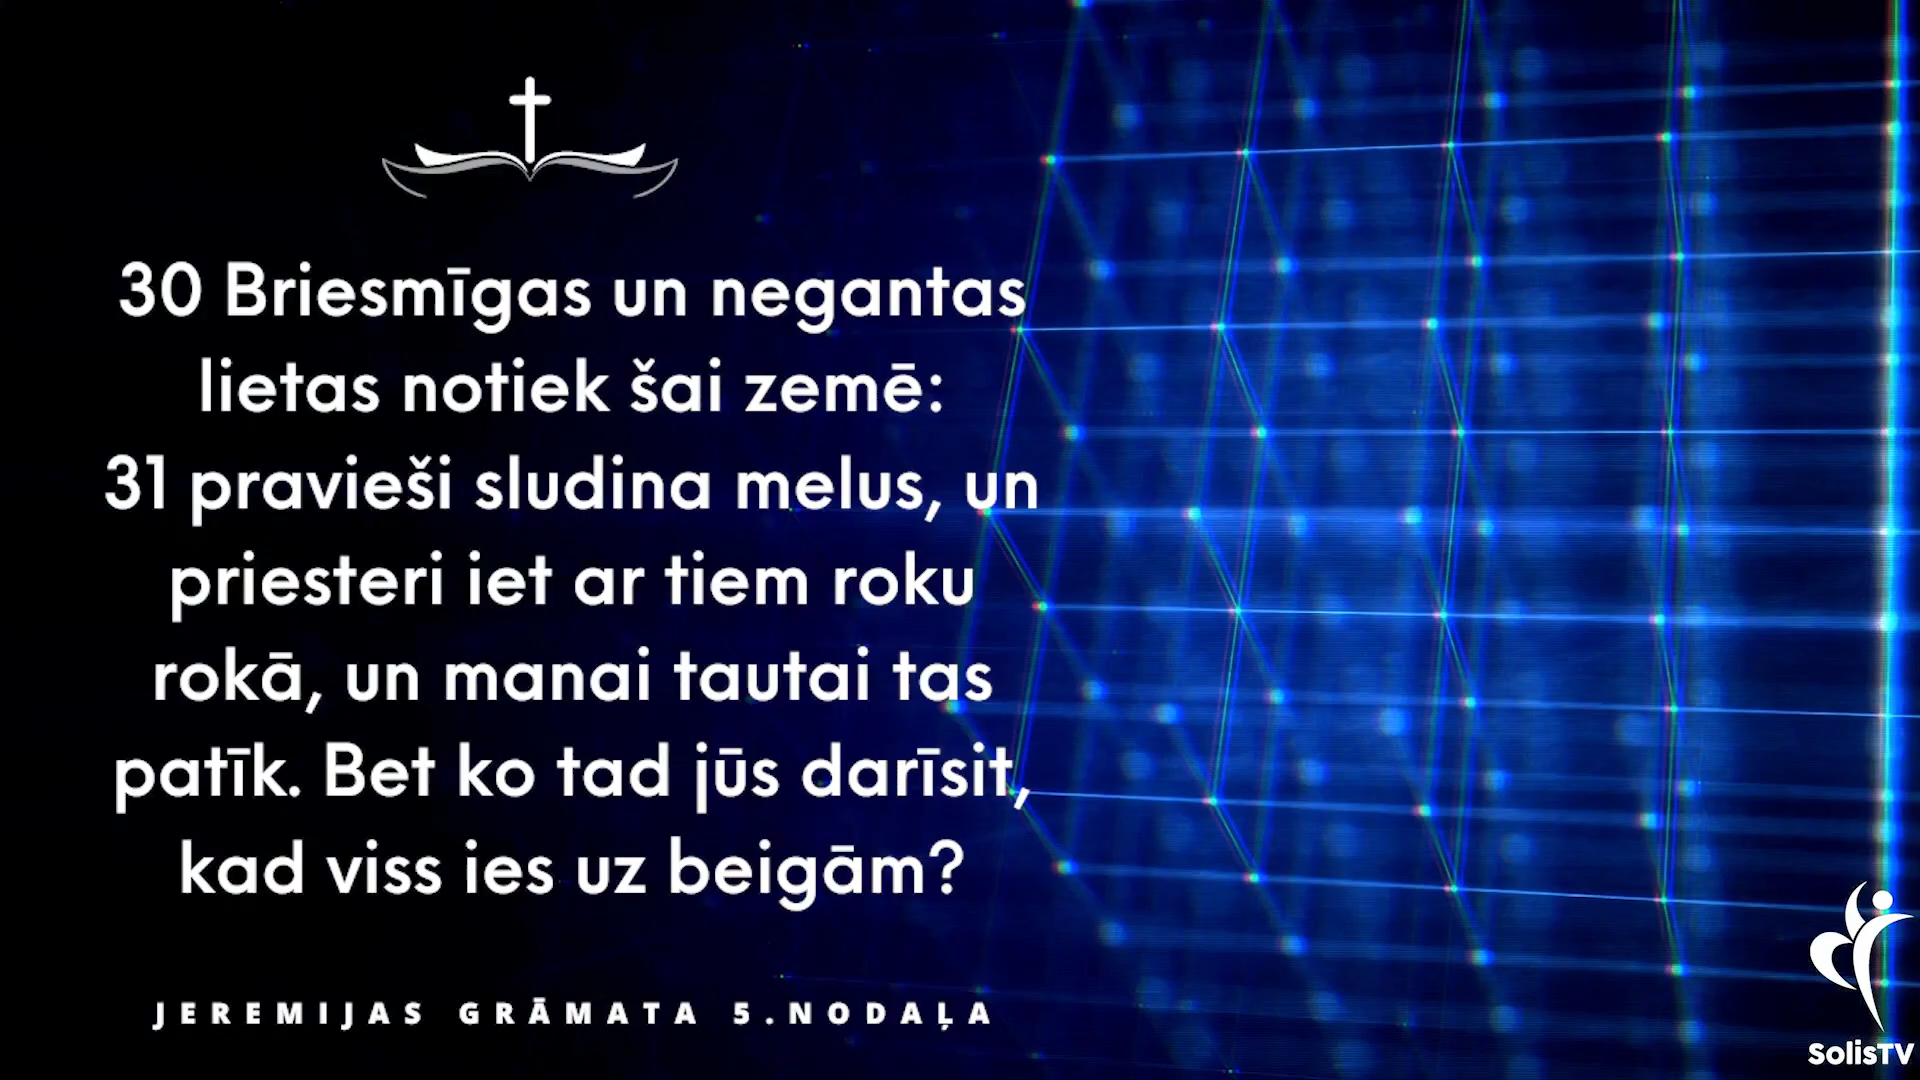 30 Briesmīgas un negantas
lietas notiek šai zemē:
31 pravieši sludina melus, un
priesteri iet ar tiem roku
rokā, un manai tautai tas
patīk. Bet ko tad jūs darīsit,
kad viss ies uz beigām?
JEREMIJAS GRĀMATA 5.NODAĻA
SolisTV